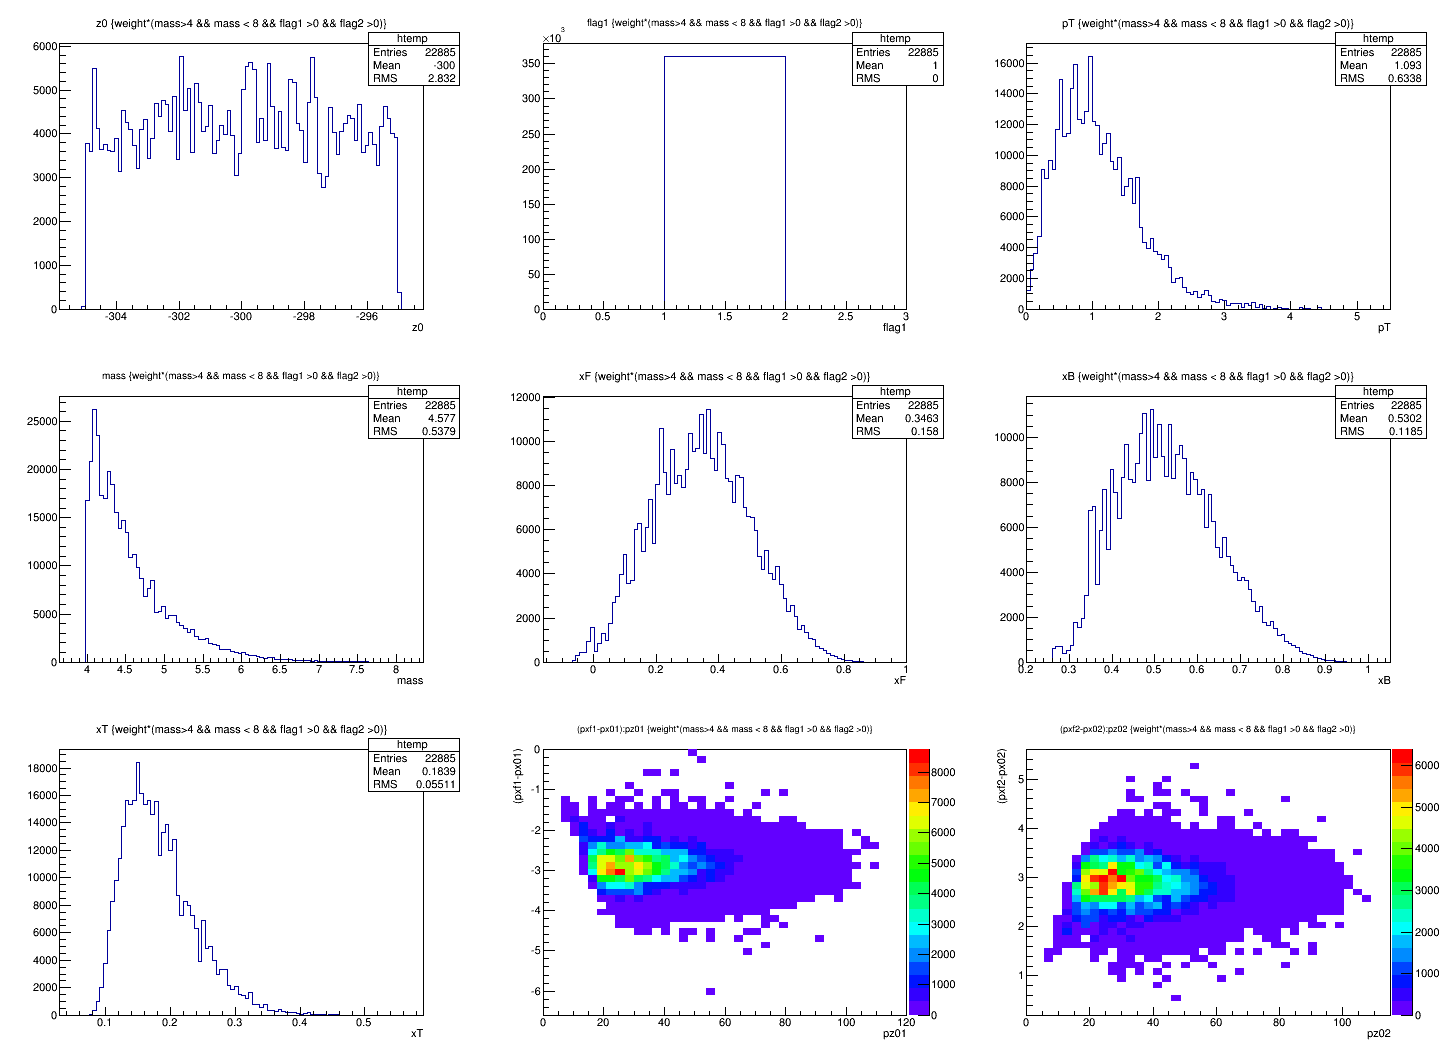 z0 {weight*(mass>4 && mass < 8 && flag1 >0 && flag2 >0)}
htemp
Entries 22885
Mean -300
RMS 2.832
6000
5000
4000
3000
2000
1000
0
-304 -302 -300 -298 -296
z0
flag1 {weight*(mass>4 && mass < 8 && flag1 >0 && flag2 >0)}
×10³
htemp
Entries 22885
Mean 1
RMS 0
350
300
250
200
150
100
50
0
0 0.5 1 1.5 2 2.5 3
flag1
pT {weight*(mass>4 && mass < 8 && flag1 >0 && flag2 >0)}
htemp
Entries 22885
Mean 1.093
RMS 0.6338
16000
14000
12000
10000
8000
6000
4000
2000
0
0 1 2 3 4 5
pT
mass {weight*(mass>4 && mass < 8 && flag1 >0 && flag2 >0)}
htemp
Entries 22885
Mean 4.577
RMS 0.5379
25000
20000
15000
10000
5000
0
4 4.5 5 5.5 6 6.5 7 7.5 8
mass
xF {weight*(mass>4 && mass < 8 && flag1 >0 && flag2 >0)}
htemp
Entries 22885
Mean 0.3463
RMS 0.158
12000
10000
8000
6000
4000
2000
0
0 0.2 0.4 0.6 0.8 1
xF
xB {weight*(mass>4 && mass < 8 && flag1 >0 && flag2 >0)}
htemp
Entries 22885
Mean 0.5302
RMS 0.1185
10000
8000
6000
4000
2000
0
0.2 0.3 0.4 0.5 0.6 0.7 0.8 0.9 1
xB
xT {weight*(mass>4 && mass < 8 && flag1 >0 && flag2 >0)}
htemp
Entries 22885
Mean 0.1839
RMS 0.05511
18000
16000
14000
12000
10000
8000
6000
4000
2000
0
0.1 0.2 0.3 0.4 0.5
xT
(pxf1-px01):pz01 {weight*(mass>4 && mass < 8 && flag1 >0 && flag2 >0)}
(pxf1-px01)
0
-1
-2
-3
-4
-5
-6
0 20 40 60 80 100 120
pz01
8000
7000
6000
5000
4000
3000
2000
1000
0
(pxf2-px02):pz02 {weight*(mass>4 && mass < 8 && flag1 >0 && flag2 >0)}
(pxf2-px02)
5
4
3
2
1
0 20 40 60 80 100
pz02
6000
5000
4000
3000
2000
1000
0